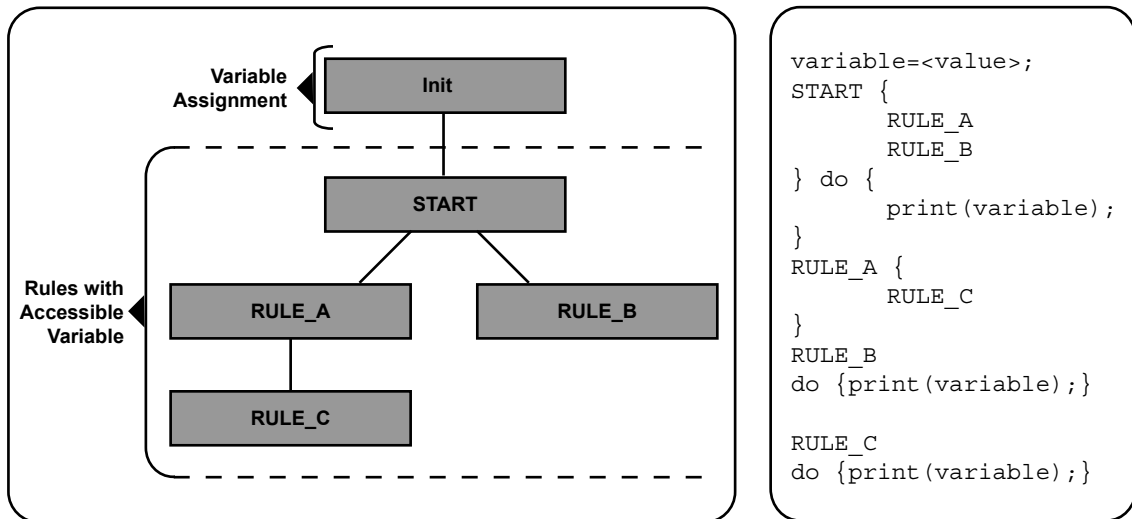 Variable
Assignment
Init
START
Rules with
Accessible
Variable
RULE_A
RULE_B
RULE_C
variable=<value>;
START {
RULE_A
RULE_B
} do {
print(variable);
}
RULE_A {
RULE_C
}
RULE_B
do {print(variable);}
RULE_C
do {print(variable);}